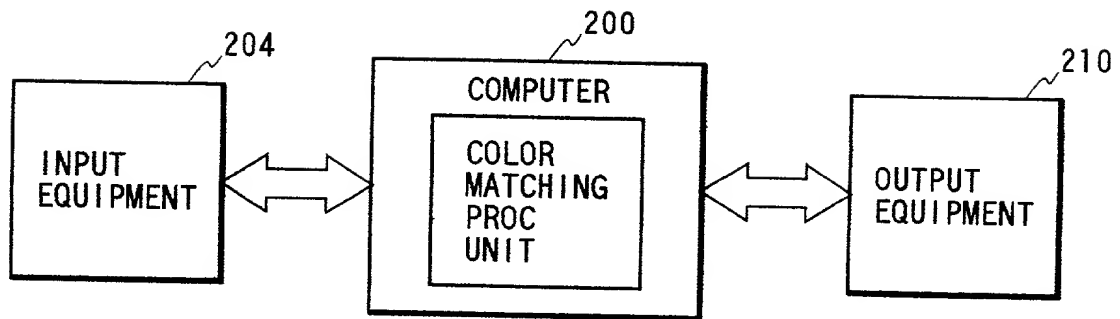 204
INPUT
EQUIPMENT
200
COMPUTER
COLOR
MATCHING
PROC
UNIT
210
OUTPUT
EQUIPMENT